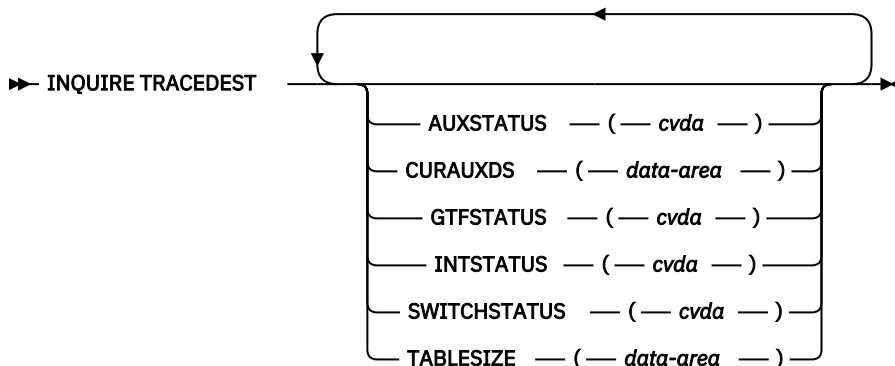 INQUIRE TRACEDEST
AUXSTATUS ( cvda )
CURAUXDS ( data-area )
GTFSTATUS ( cvda )
INTSTATUS ( cvda )
SWITCHSTATUS ( cvda )
TABLESIZE ( data-area )